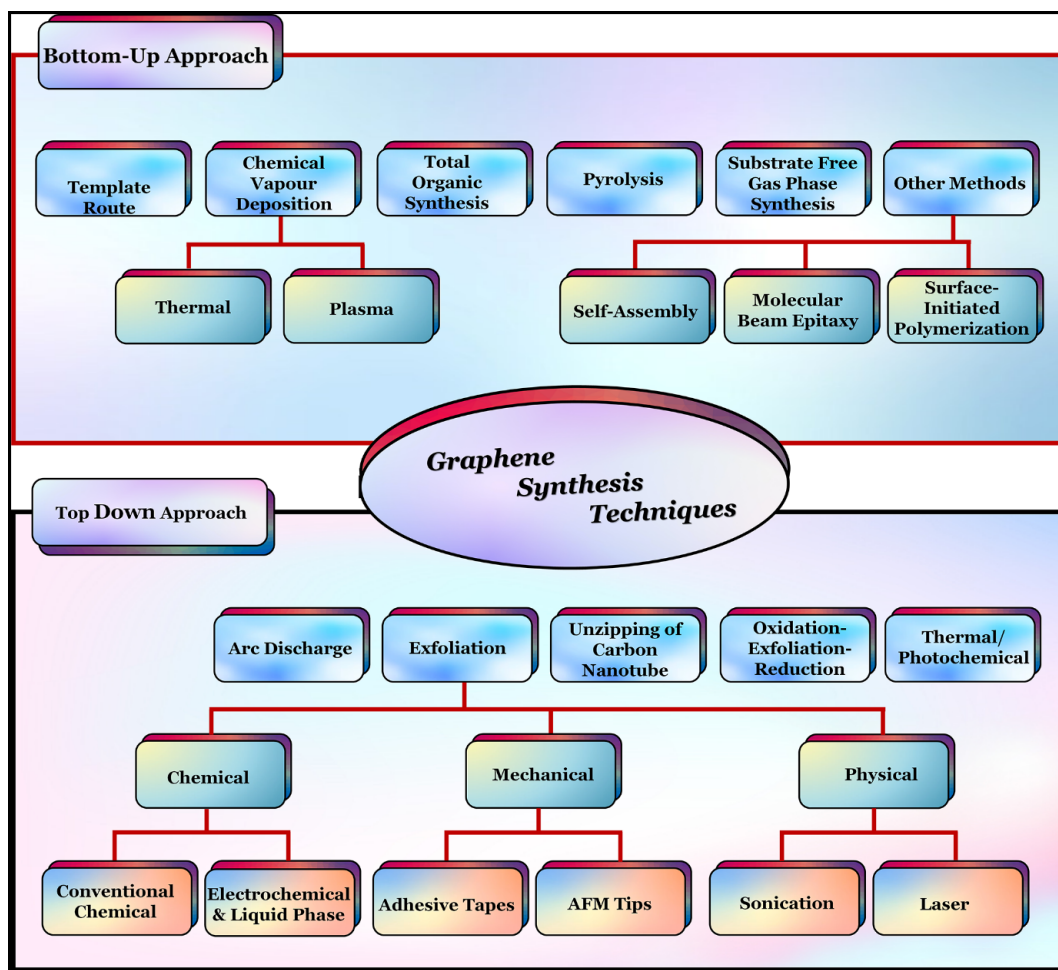 Bottom-Up Approach
Template
Route
Chemical
Vapour
Deposition
Total
Organic
Synthesis
Pyrolysis
Substrate Free
Gas Phase
Synthesis
Other Methods
Thermal
Plasma
Self-Assembly
Molecular
Beam Epitaxy
Surface-
Initiated
Polymerization
Graphene
Synthesis
Techniques
Top Down Approach
Arc Discharge
Exfoliation
Unzipping of
Carbon
Nanotube
Oxidation-
Exfoliation-
Reduction
Thermal/
Photochemical
Chemical
Mechanical
Physical
Conventional
Chemical
Electrochemical
& Liquid Phase
Adhesive Tapes
AFM Tips
Sonication
Laser